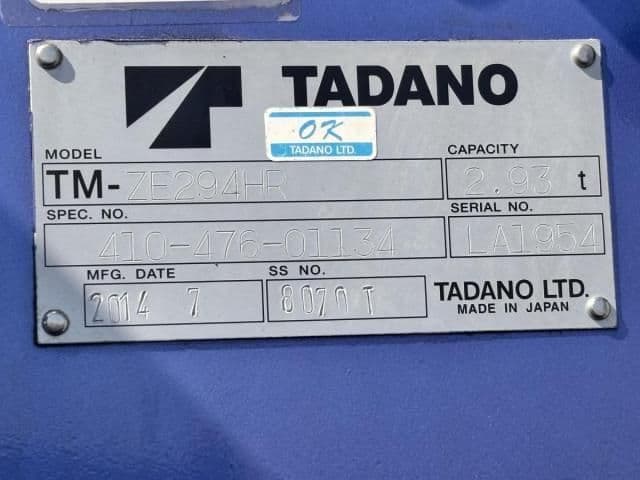 TADANO
OK
TADANO LTD.
MODEL
TM-ZE294HR
CAPACITY
2.93 t
SPEC. NO.
410-476-01134
SERIAL NO.
LA1954
MFG. DATE
2014 7
SS NO.
8070 T
TADANO LTD.
MADE IN JAPAN